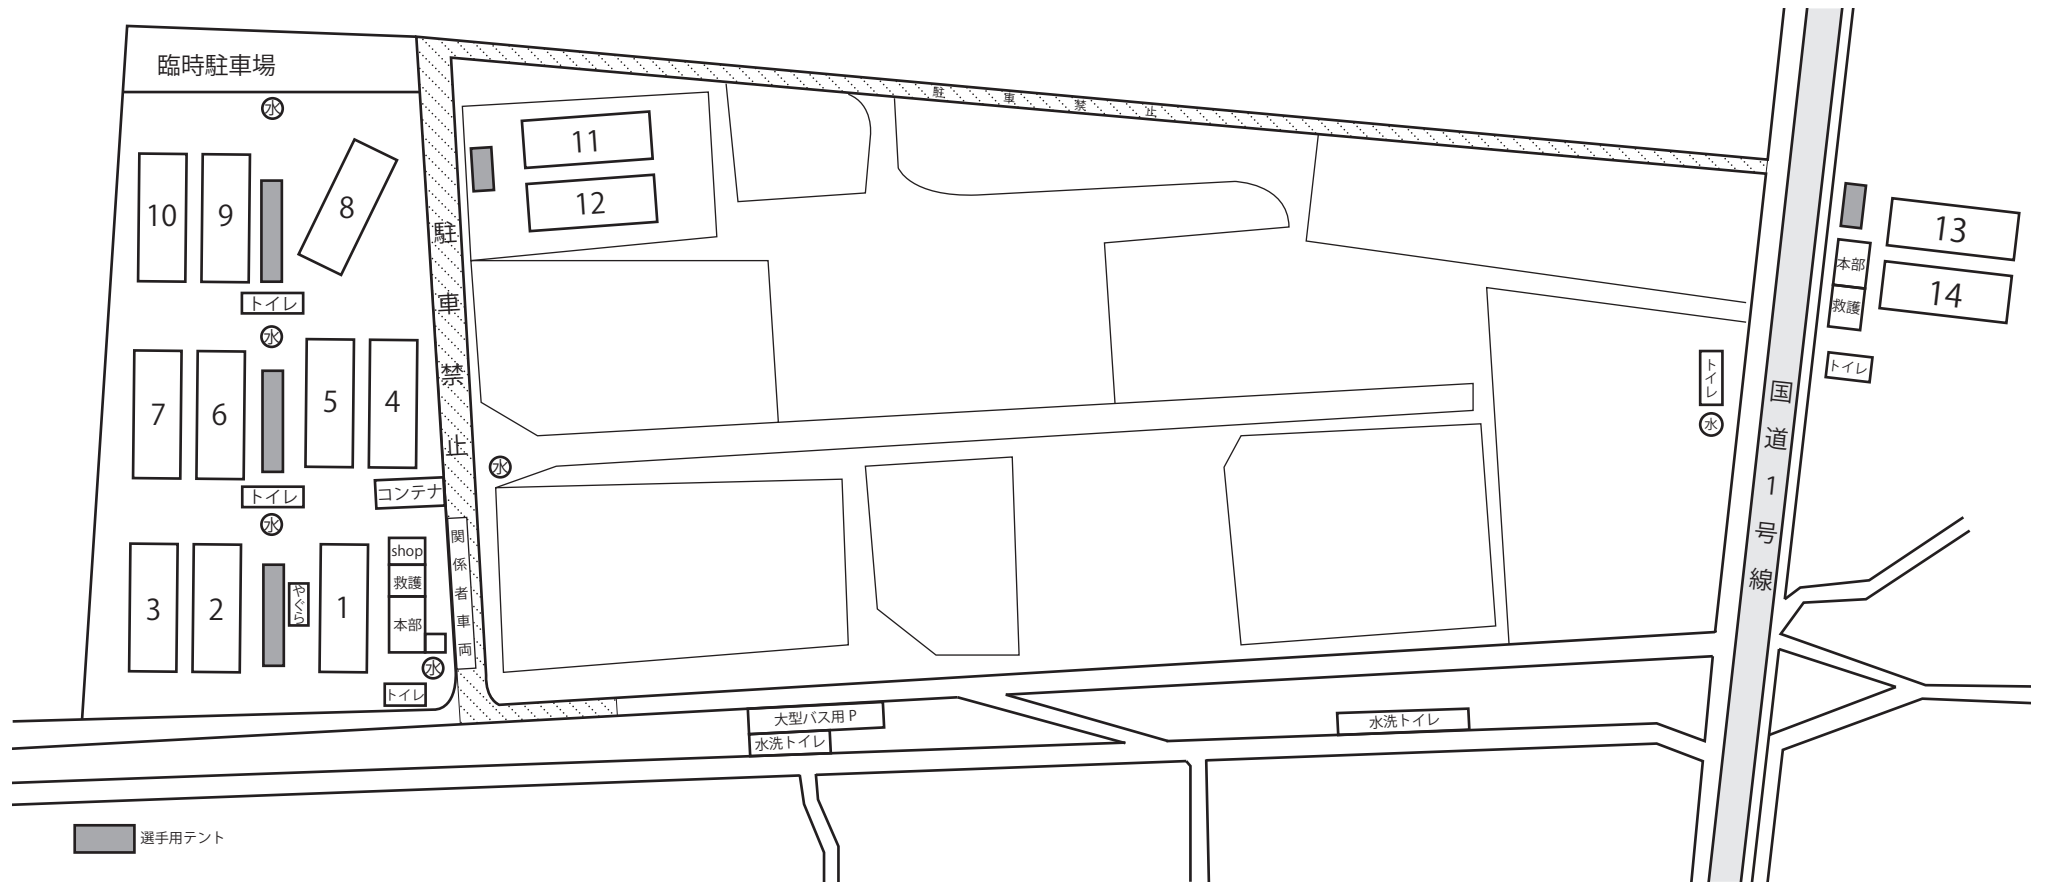 臨時駐車場
水
駐車禁止
11
12
8
10
9
トイレ
水
駐車禁止
13
本部
14
救護
トイレ
7
6
5
4
トイレ
水
コンテナ
トイレ
水
水
国道1号線
関係者車両
shop
救護
本部
3
2
やぐら
1
水
トイレ
大型バス用 P
水洗トイレ
水洗トイレ
選手用テント